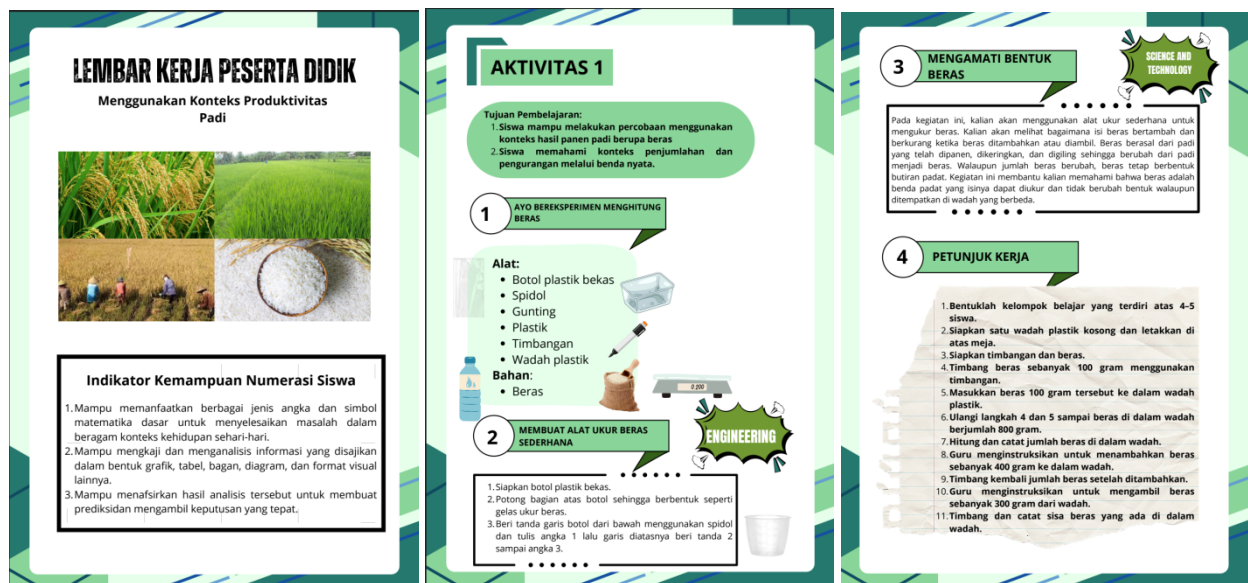 LEMBAR KERJA PESERTA DIDIK
Menggunakan Konteks Produktivitas
Padi
Indikator Kemampuan Numerasi Siswa
1. Mampu memanfaatkan berbagai jenis angka dan simbol
matematika dasar untuk menyelesaikan masalah dalam
beragam konteks kehidupan sehari-hari.
2. Mampu mengkaji dan menganalisis informasi yang disajikan
dalam bentuk grafik, tabel, bagan, diagram, dan format visual
lainnya.
3. Mampu menafsirkan hasil analisis tersebut untuk membuat
prediksidan mengambil keputusan yang tepat.
AKTIVITAS 1
Tujuan Pembelajaran:
1. Siswa mampu melakukan percobaan menggunakan
konteks hasil panen padi berupa beras
2. Siswa memahami konteks penjumlahan dan
pengurangan melalui benda nyata.
1
AYO BEREKSPERIMEN MENGHITUNG
BERAS
Alat:
• Botol plastik bekas
• Spidol
• Gunting
• Plastik
• Timbangan
• Wadah plastik
Bahan:
• Beras
0.000
2
MEMBUAT ALAT UKUR BERAS
SEDERHANA
ENGINEERING
1. Siapkan botol plastik bekas.
2. Potong bagian atas botol sehingga berbentuk seperti
gelas ukur beras.
3. Beri tanda garis botol dari bawah menggunakan spidol
dan tulis angka 1 lalu garis diatasnya beri tanda 2
sampai angka 3.
3
MENGAMATI BENTUK
BERAS
SCIENCE AND
TECHNOLOGY
Pada kegiatan ini, kalian akan menggunakan alat ukur sederhana untuk
mengukur beras. Kalian akan melihat bagaimana isi beras bertambah dan
berkurang ketika beras ditambahkan atau diambil. Beras berasal dari padi
yang telah dipanen, dikeringkan, dan digiling sehingga berubah dari padi
menjadi beras. Walaupun jumlah beras berubah, beras tetap berbentuk
butiran padat. Kegiatan ini membantu kalian memahami bahwa beras adalah
benda padat yang isinya dapat diukur dan tidak berubah bentuk walaupun
ditempatkan di wadah yang berbeda.
4
PETUNJUK KERJA
1. Bentuklah kelompok belajar yang terdiri atas 4–5
siswa.
2. Siapkan satu wadah plastik kosong dan letakkan di
atas meja.
3. Siapkan timbangan dan beras.
4. Timbang beras sebanyak 100 gram menggunakan
timbangan.
5. Masukkan beras 100 gram tersebut ke dalam wadah
plastik.
6. Ulangi langkah 4 dan 5 sampai beras di dalam wadah
berjumlah 800 gram.
7. Hitung dan catat jumlah beras di dalam wadah.
8. Guru menginstruksikan untuk menambahkan beras
sebanyak 400 gram ke dalam wadah.
9. Timbang kembali jumlah beras setelah ditambahkan.
10. Guru menginstruksikan untuk mengambil beras
sebanyak 300 gram dari wadah.
11. Timbang dan catat sisa beras yang ada di dalam
wadah.